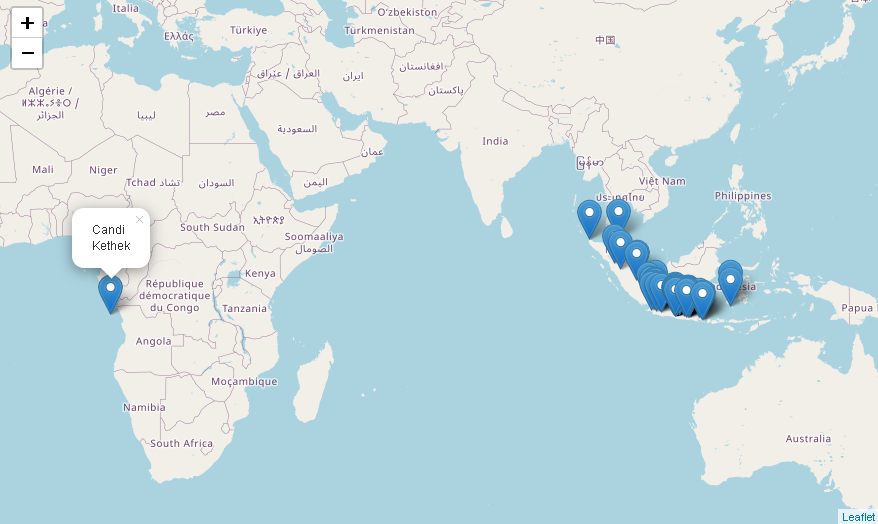 +
−
Italia
Ελλάς
Türkiye
Oʻzbekiston
Türkmenistan
中国
العراق / عێراق
ایران
افغانستان
پاکستان
Algérie /
ⵍⵣⵣⴰⵢⴻⵔ /
الجزائر
ليبيا
مصر
السعودية
عمان
India
Mali
Niger
Tchad تشاد
السودان
اليمن
မြန်မာ
ประเทศไทย
Việt Nam
Philippines
×
Candi
Kethek
South Sudan
ኢትዮጵያ
Soomaaliya
الصومال
Kenya
République
démocratique
du Congo
Tanzania
Angola
Moçambique
Namibia
South Africa
Papua
Australia
Leaflet